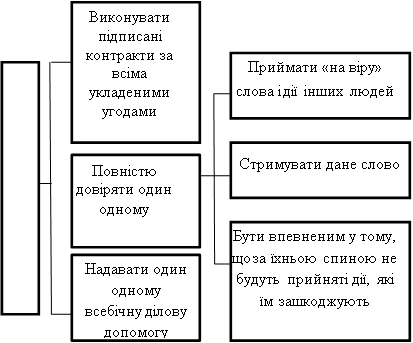 Виконувати
підписані
контракти за
всіма
укладеними
угодами
Повністю
довіряти один
одному
Надавати один
одному
всебічну ділову
допомогу
Приймати «на віру»
слова і дії інших людей
Стримувати дане слово
Бути впевненим у тому,
що за їхньою спиною не
будуть прийняті дії, які
їм зашкоджують